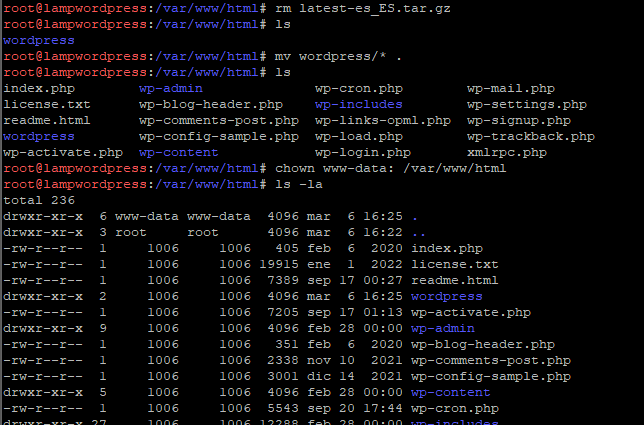 root@lampwordpress:/var/www/html# rm latest-es_ES.tar.gz
root@lampwordpress:/var/www/html# ls
wordpress
root@lampwordpress:/var/www/html# mv wordpress/* .
root@lampwordpress:/var/www/html# ls
index.php        wp-admin              wp-cron.php        wp-mail.php
license.txt      wp-blog-header.php    wp-includes        wp-settings.php
readme.html      wp-comments-post.php  wp-links-opml.php  wp-signup.php
wordpress        wp-config-sample.php  wp-load.php        wp-trackback.php
wp-activate.php  wp-content            wp-login.php       xmlrpc.php
root@lampwordpress:/var/www/html# chown www-data: /var/www/html
root@lampwordpress:/var/www/html# ls -la
total 236
drwxr-xr-x  6 www-data www-data  4096 mar  6 16:25 .
drwxr-xr-x  3 root     root      4096 mar  6 16:22 ..
-rw-r--r--  1     1006     1006   405 feb  6  2020 index.php
-rw-r--r--  1     1006     1006 19915 ene  1  2022 license.txt
-rw-r--r--  1     1006     1006  7389 sep 17 00:27 readme.html
drwxr-xr-x  2     1006     1006  4096 mar  6 16:25 wordpress
-rw-r--r--  1     1006     1006  7205 sep 17 01:13 wp-activate.php
drwxr-xr-x  9     1006     1006  4096 feb 28 00:00 wp-admin
-rw-r--r--  1     1006     1006   351 feb  6  2020 wp-blog-header.php
-rw-r--r--  1     1006     1006  2338 nov 10  2021 wp-comments-post.php
-rw-r--r--  1     1006     1006  3001 dic 14  2021 wp-config-sample.php
drwxr-xr-x  5     1006     1006  4096 feb 28 00:00 wp-content
-rw-r--r--  1     1006     1006  5543 sep 20 17:44 wp-cron.php
drwxr-xr-x 27     1006     1006 12288 feb 28 00:00 wp-includes